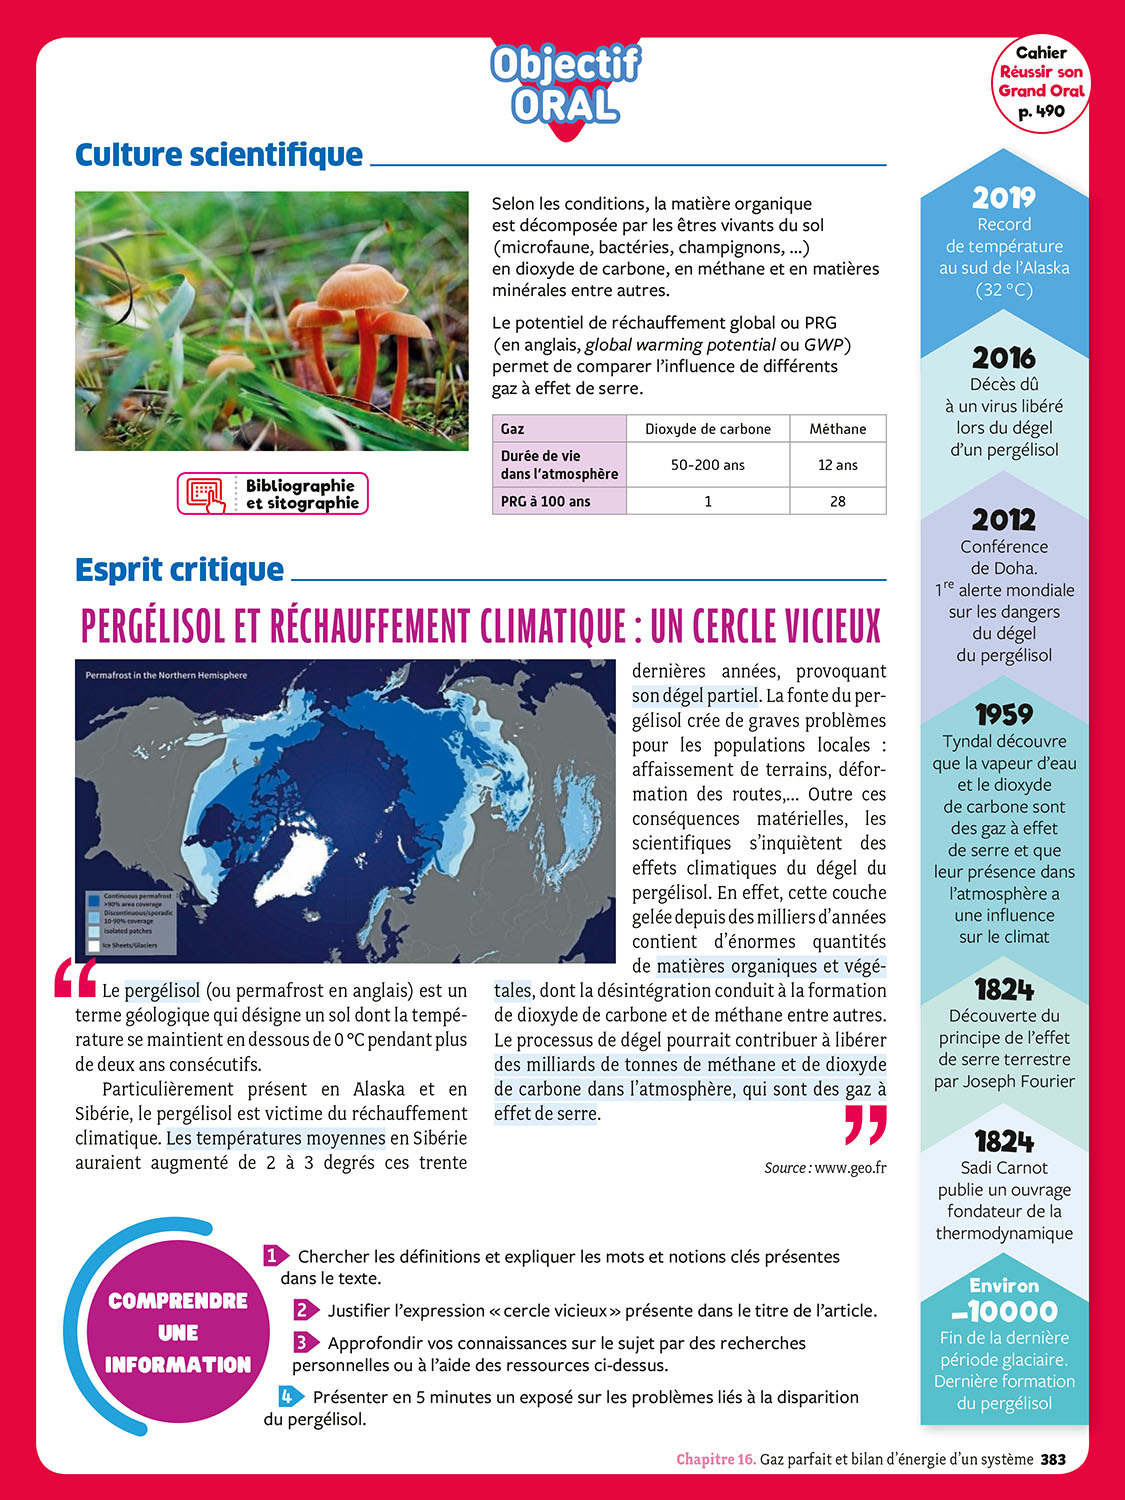 Objectif
ORAL
Cahier
Réussir son
Grand Oral
p. 490
Culture scientifique
Selon les conditions, la matière organique
est décomposée par les êtres vivants du sol
(microfaune, bactéries, champignons, ...)
en dioxyde de carbone, en méthane et en matières
minérales entre autres.
Le potentiel de réchauffement global ou PRG
(en anglais, global warming potential ou GWP)
permet de comparer l'influence de différents
gaz à effet de serre.
Gaz Dioxyde de carbone Méthane
Durée de vie
dans l'atmosphère 50-200 ans 12 ans
PRG à 100 ans 1 28
Bibliographie
et sitographie
Esprit critique
PERGÉLISOL ET RÉCHAUFFEMENT CLIMATIQUE : UN CERCLE VICIEUX
Permafrost in the Northern Hemisphere
Continuous permafrost
>90% area coverage
Discontinuous/sporadic
10-90% coverage
Isolated patches
Ice Sheets/Glaciers
“ Le pergélisol (ou permafrost en anglais) est un
terme géologique qui désigne un sol dont la tempé-
rature se maintient en dessous de 0 °C pendant plus
de deux ans consécutifs.
Particulièrement présent en Alaska et en
Sibérie, le pergélisol est victime du réchauffement
climatique. Les températures moyennes en Sibérie
auraient augmenté de 2 à 3 degrés ces trente
dernières années, provoquant
son dégel partiel. La fonte du per-
gélisol crée de graves problèmes
pour les populations locales :
affaissement de terrains, défor-
mation des routes,... Outre ces
conséquences matérielles, les
scientifiques s'inquiètent des
effets climatiques du dégel du
pergélisol. En effet, cette couche
gelée depuis des milliers d'années
contient d'énormes quantités
de matières organiques et végé-
tales, dont la désintégration conduit à la formation
de dioxyde de carbone et de méthane entre autres.
Le processus de dégel pourrait contribuer à libérer
des milliards de tonnes de méthane et de dioxyde
de carbone dans l'atmosphère, qui sont des gaz à
effet de serre. ”
Source : www.geo.fr
COMPRENDRE
UNE
INFORMATION
1 Chercher les définitions et expliquer les mots et notions clés présentes
dans le texte.
2 Justifier l'expression « cercle vicieux » présente dans le titre de l'article.
3 Approfondir vos connaissances sur le sujet par des recherches
personnelles ou à l'aide des ressources ci-dessus.
4 Présenter en 5 minutes un exposé sur les problèmes liés à la disparition
du pergélisol.
2019
Record
de température
au sud de l'Alaska
(32 °C)
2016
Décès dû
à un virus libéré
lors du dégel
d'un pergélisol
2012
Conférence
de Doha.
1re alerte mondiale
sur les dangers
du dégel
du pergélisol
1959
Tyndal découvre
que la vapeur d'eau
et le dioxyde
de carbone sont
des gaz à effet
de serre et que
leur présence dans
l'atmosphère a
une influence
sur le climat
1824
Découverte du
principe de l'effet
de serre terrestre
par Joseph Fourier
1824
Sadi Carnot
publie un ouvrage
fondateur de la
thermodynamique
Environ
–10000
Fin de la dernière
période glaciaire.
Dernière formation
du pergélisol
Chapitre 16. Gaz parfait et bilan d'énergie d'un système 383